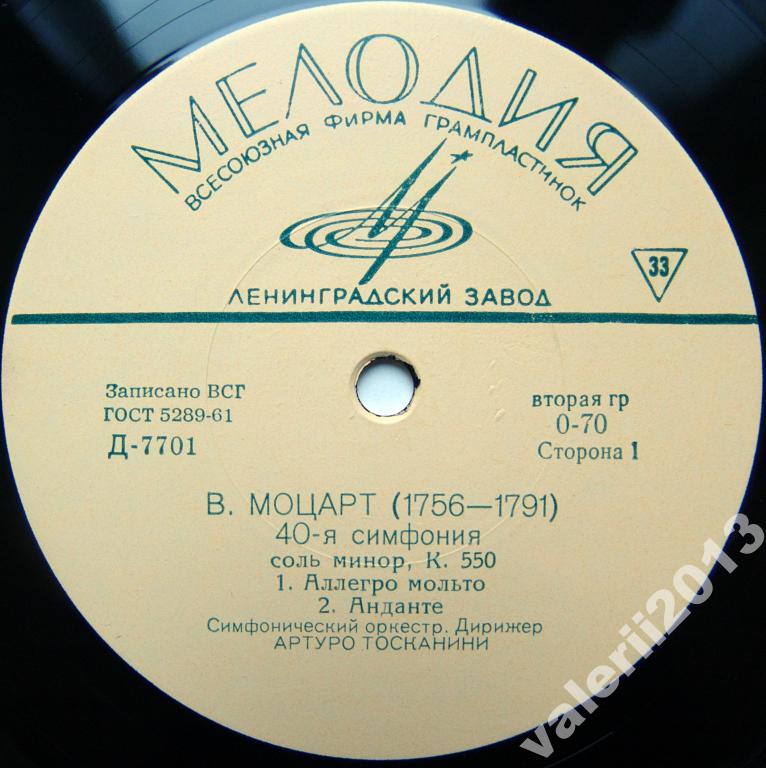 МЕЛОДИЯ
ВСЕСОЮЗНАЯ ФИРМА ГРАМПЛАСТИНОК
ЛЕНИНГРАДСКИЙ ЗАВОД
33
Записано ВСГ
ГОСТ 5289-61
Д-7701
вторая гр
0-70
Сторона 1
В. МОЦАРТ (1756—1791)
40-я симфония
соль минор, К. 550
1. Аллегро мольто
2. Анданте
Симфонический оркестр. Дирижер
АРТУРО ТОСКАНИНИ
valerii2013